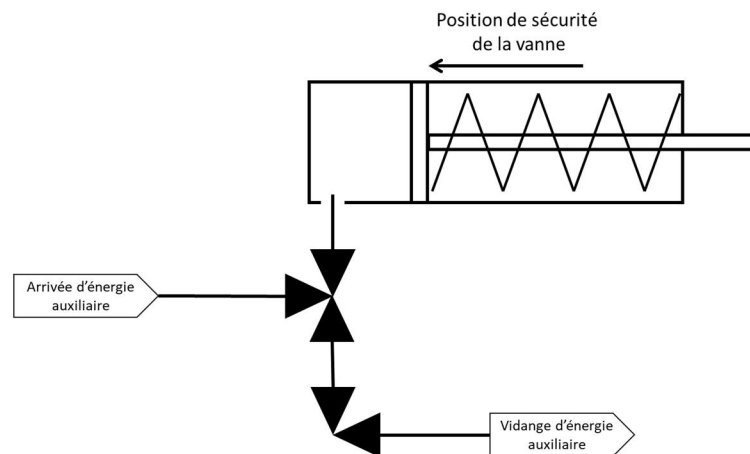 Position de sécurité
de la vanne
Arrivée d'énergie
auxiliaire
Vidange d'énergie
auxiliaire